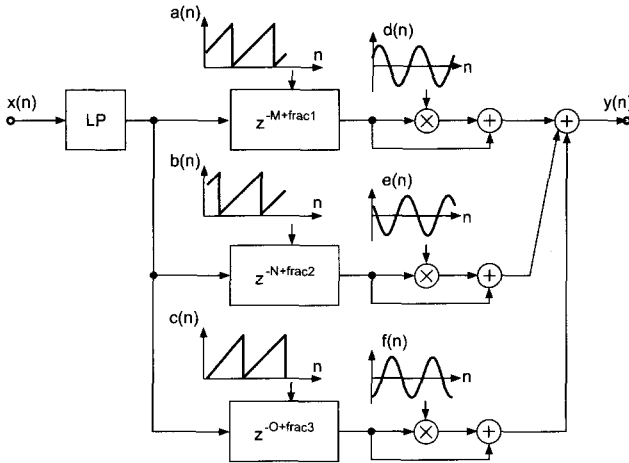 a(n)
n
d(n)
n
x(n)
LP
z^{-M+frac1}
×
+
+
y(n)
b(n)
n
e(n)
n
z^{-N+frac2}
×
+
c(n)
n
f(n)
n
z^{-O+frac3}
×
+